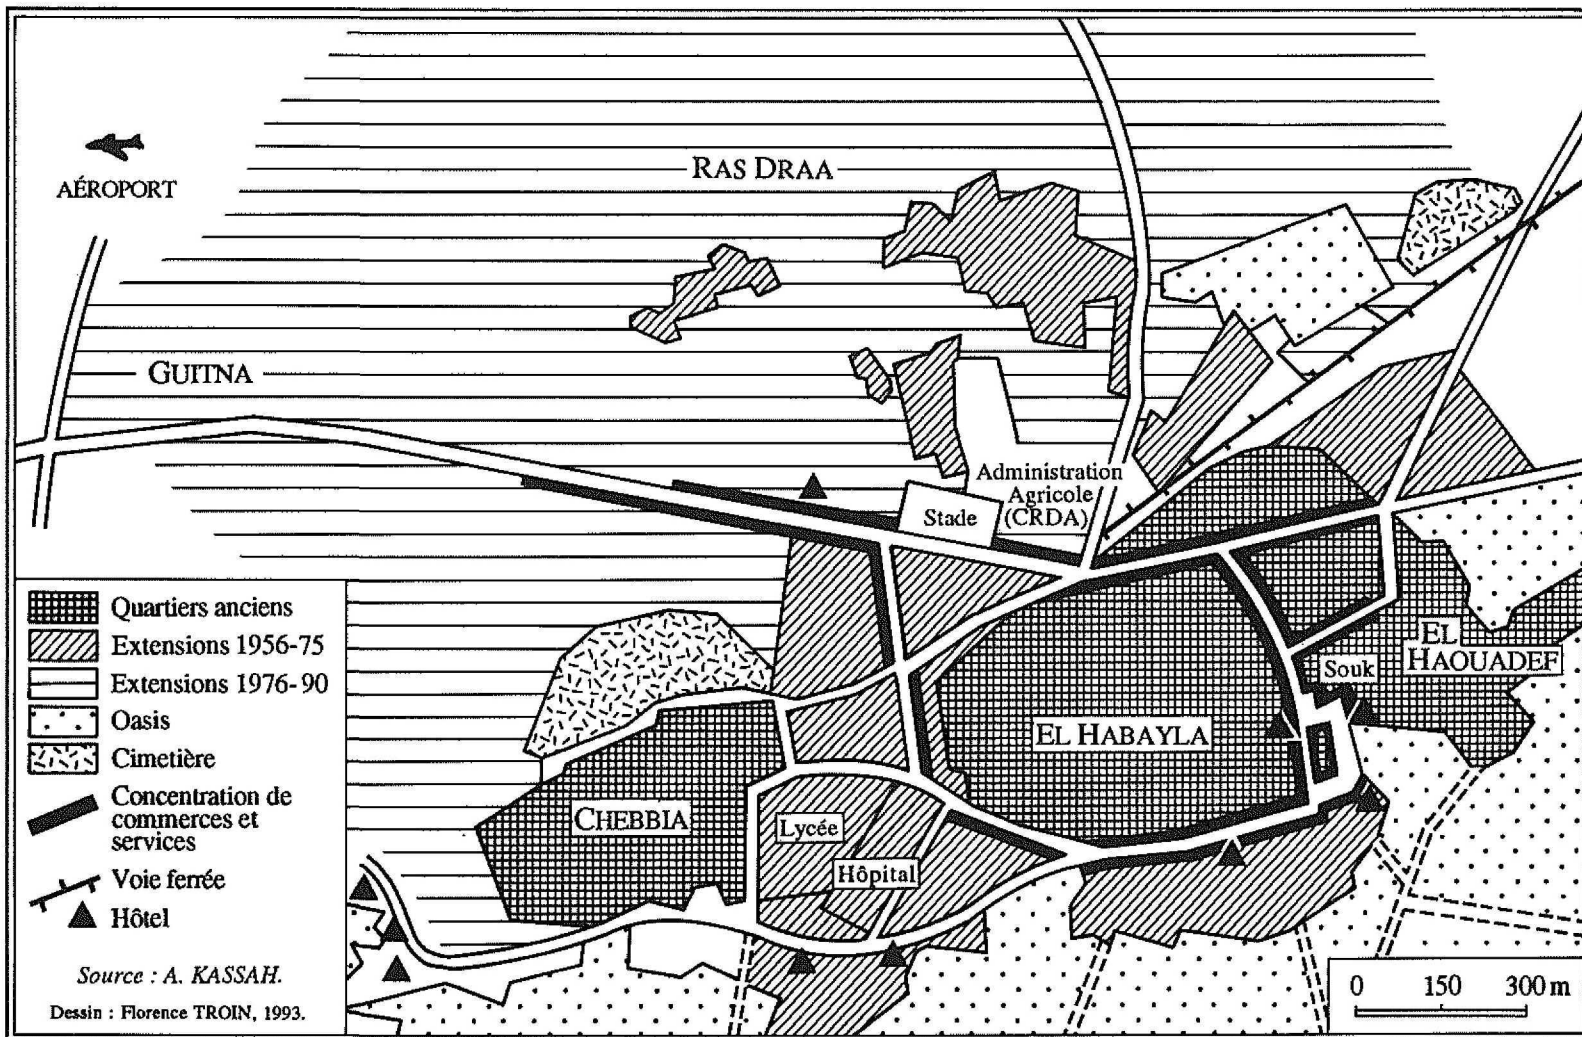 RAS DRAA
AÉROPORT
GUITNA
Administration
Agricole
(CRDA)
Stade
EL
HAOUADEF
Souk
EL HABAYLA
CHEBBIA
Lycée
Hôpital
Quartiers anciens
Extensions 1956-75
Extensions 1976-90
Oasis
Cimetière
Concentration de
commerces et
services
Voie ferrée
Hôtel
Source : A. KASSAH.
Dessin : Florence TROIN, 1993.
0 150 300 m